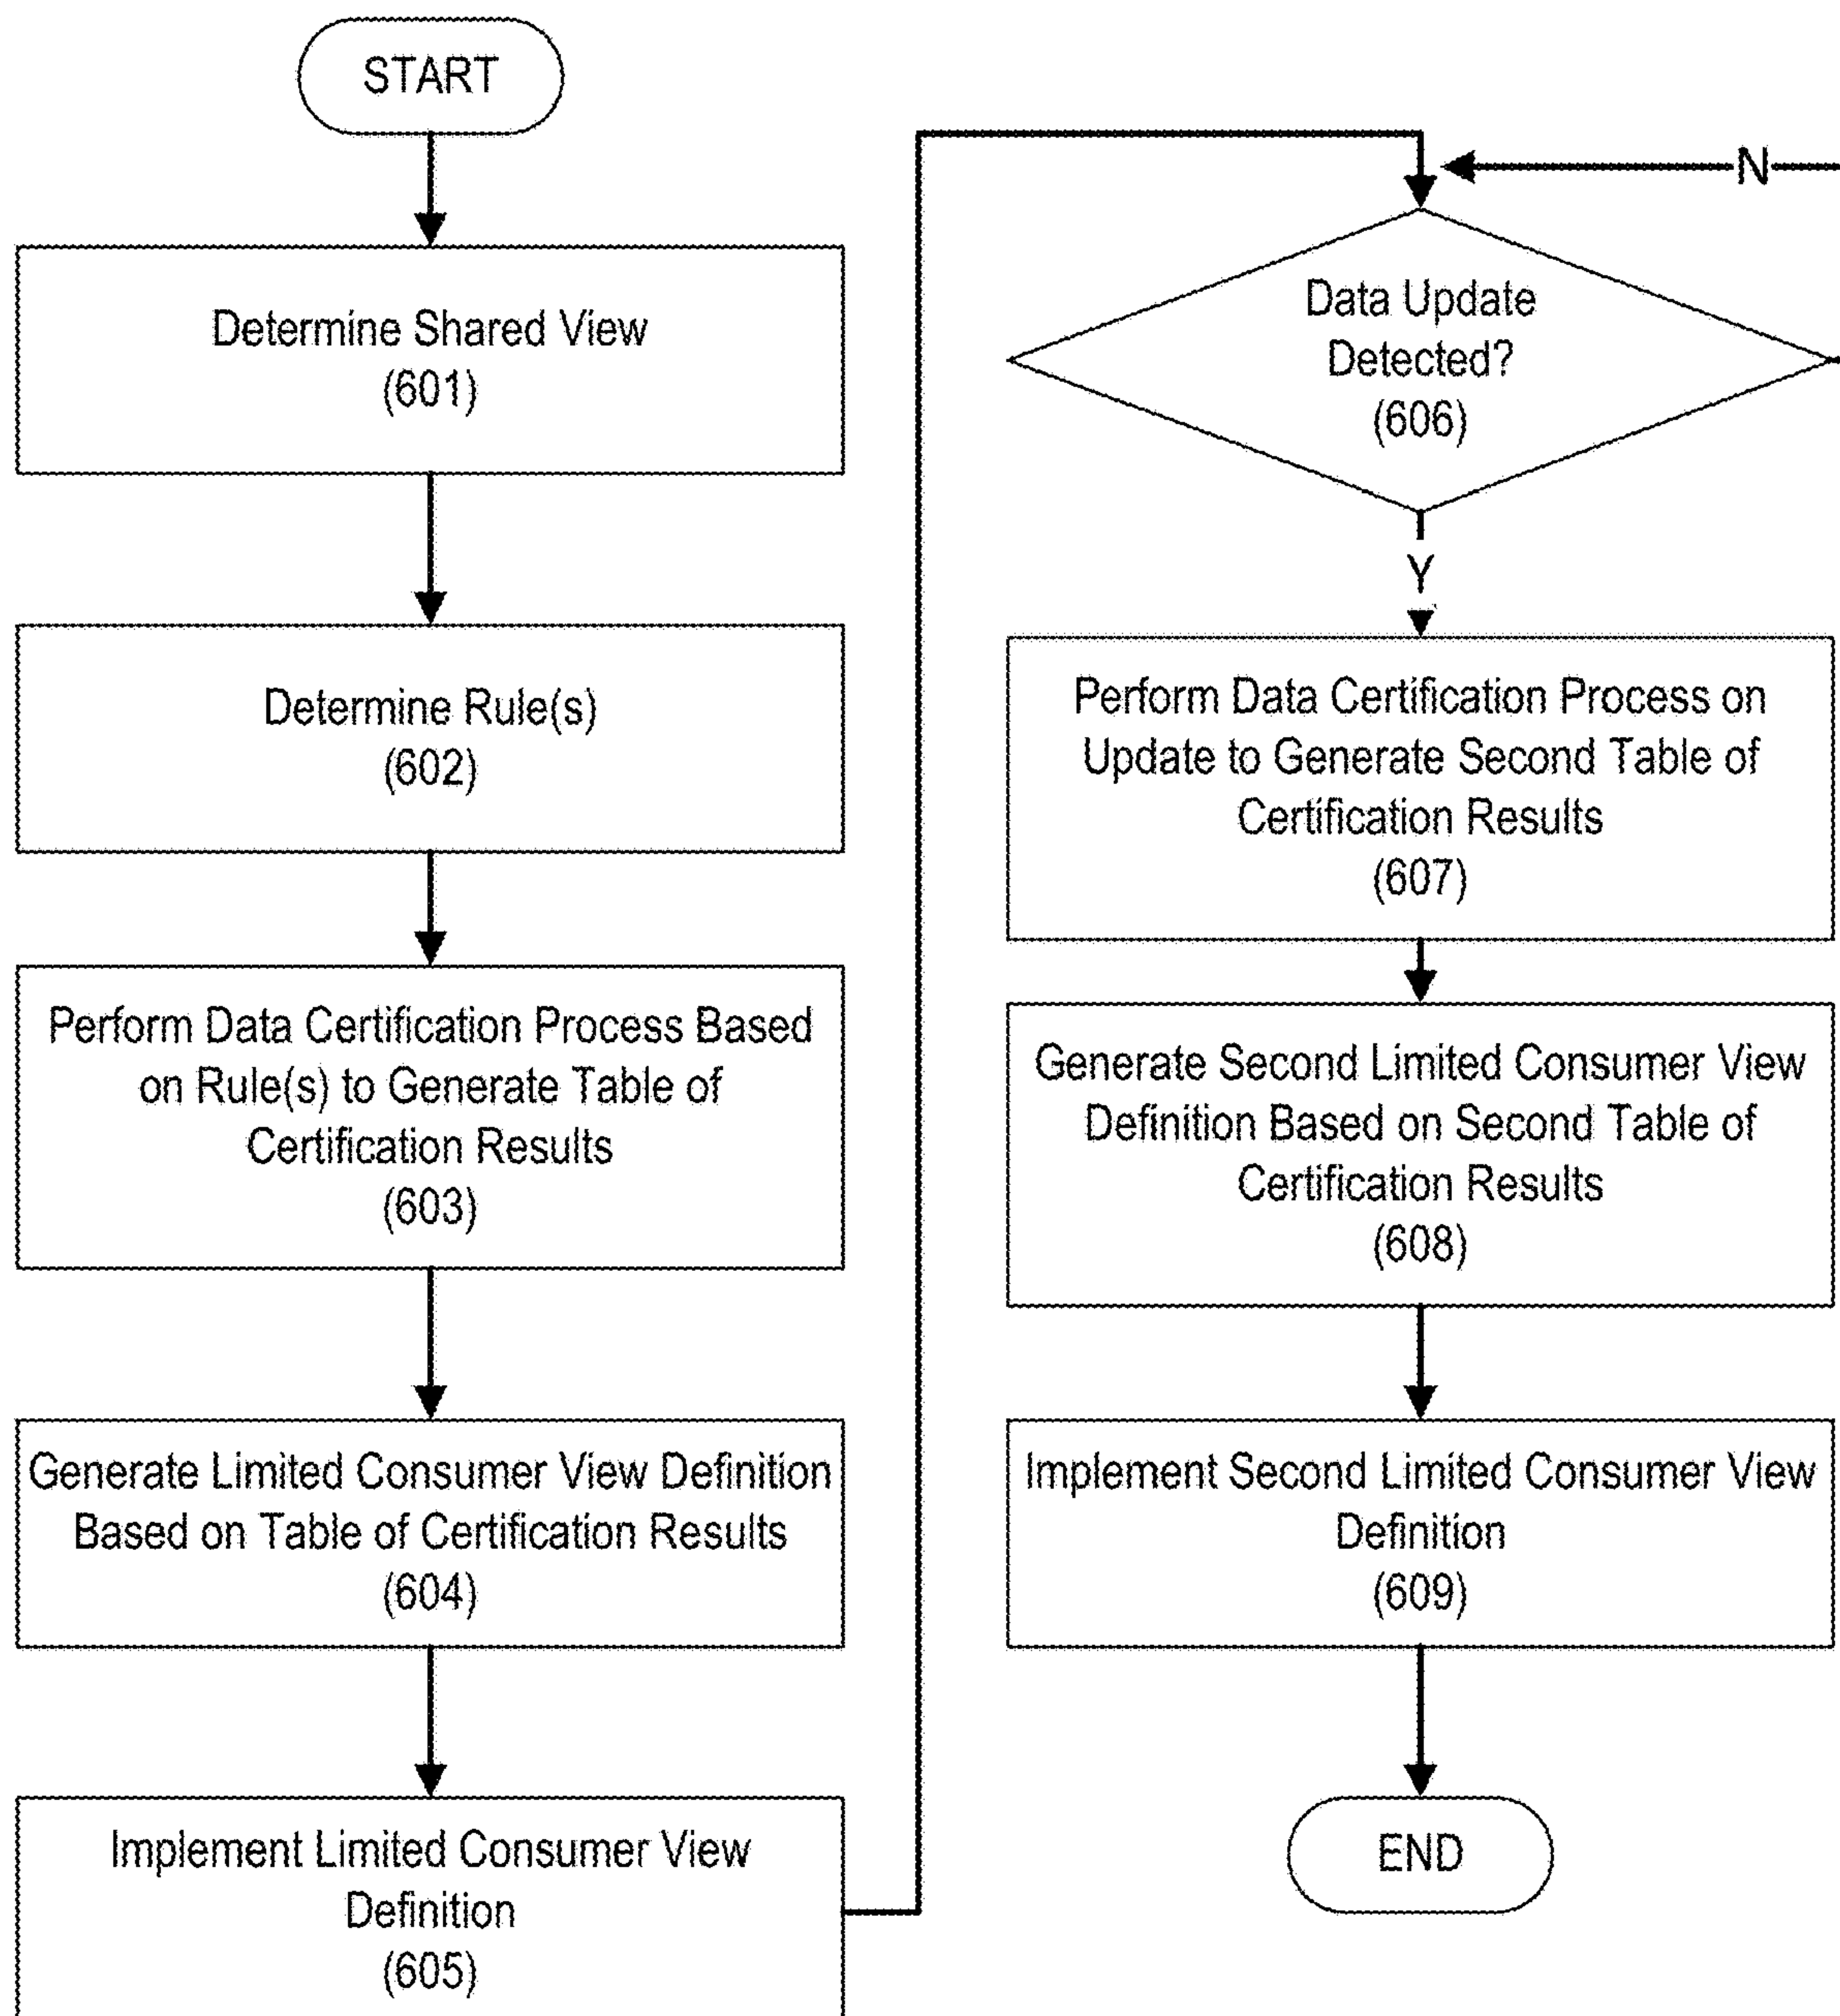 START
Determine Shared View
(601)
Determine Rule(s)
(602)
Perform Data Certification Process Based
on Rule(s) to Generate Table of
Certification Results
(603)
Generate Limited Consumer View Definition
Based on Table of Certification Results
(604)
Implement Limited Consumer View
Definition
(605)
N
Data Update
Detected?
(606)
Y
Perform Data Certification Process on
Update to Generate Second Table of
Certification Results
(607)
Generate Second Limited Consumer View
Definition Based on Second Table of
Certification Results
(608)
Implement Second Limited Consumer View
Definition
(609)
END